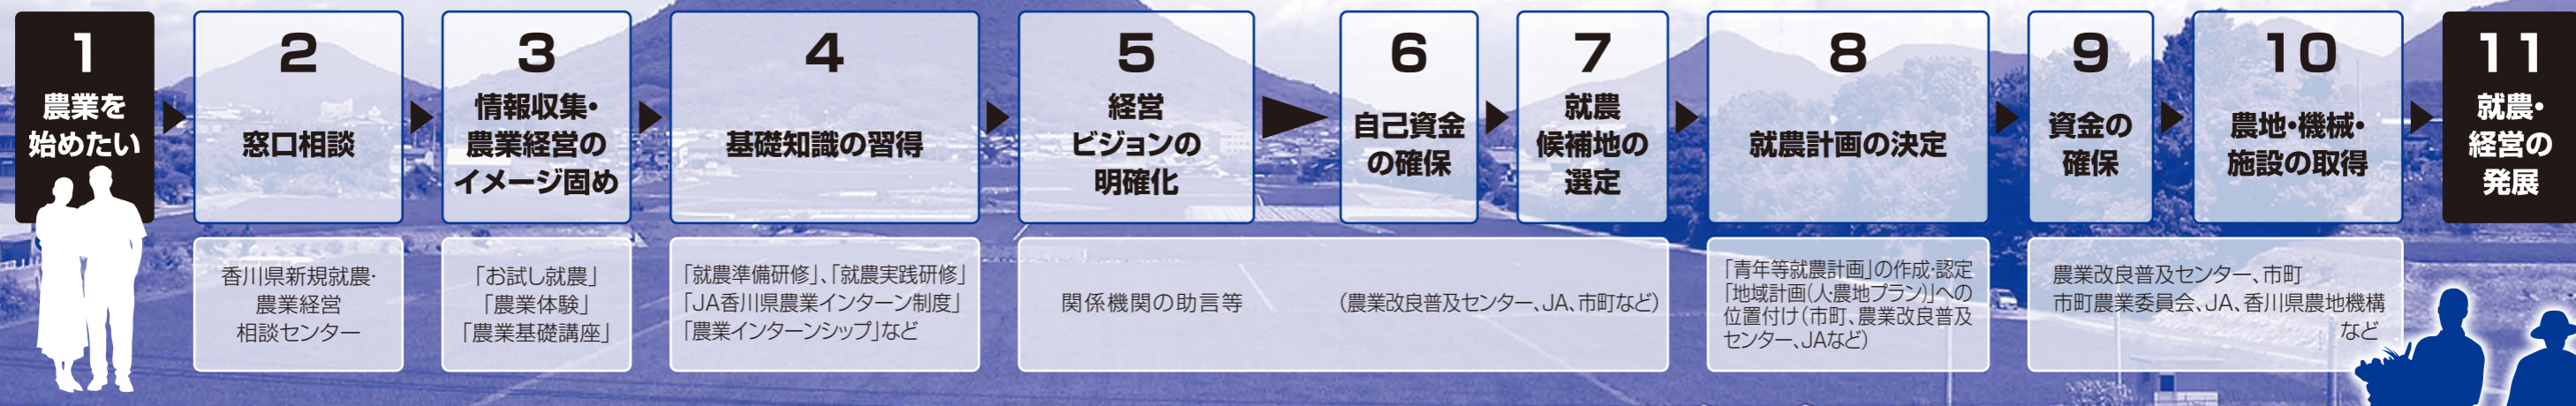 1
農業を
始めたい
2
窓口相談
香川県新規就農・
農業経営
相談センター
3
情報収集・
農業経営の
イメージ固め
「お試し就農」
「農業体験」
「農業基礎講座」
4
基礎知識の習得
「就農準備研修」、「就農実践研修」
「JA香川県農業インターン制度」
「農業インターンシップ」など
5
経営
ビジョンの
明確化
6
自己資金
の確保
7
就農
候補地の
選定
関係機関の助言等 （農業改良普及センター、JA、市町など）
8
就農計画の決定
「青年等就農計画」の作成・認定
「地域計画(人・農地プラン)」への
位置付け（市町、農業改良普及
センター、JAなど）
9
資金の
確保
10
農地・機械・
施設の取得
農業改良普及センター、市町
市町農業委員会、JA、香川県農地機構
など
11
就農・
経営の
発展